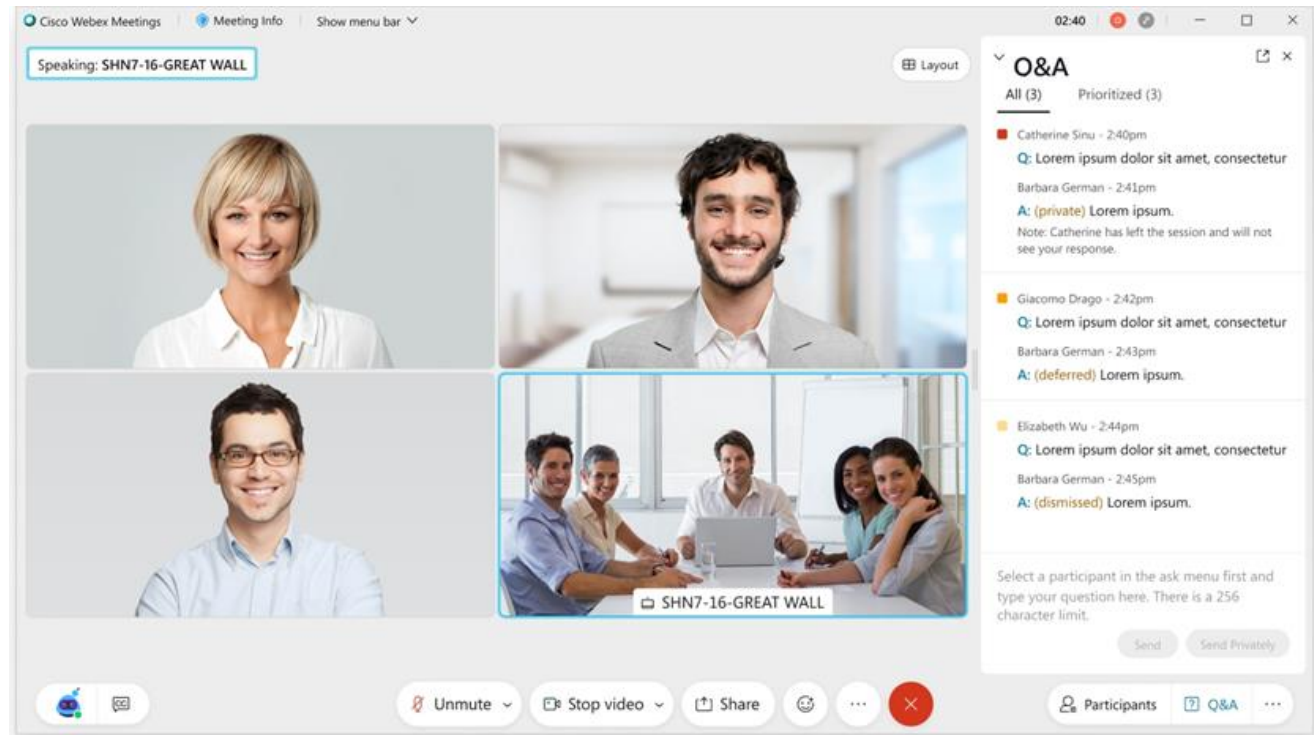 Cisco Webex Meetings Meeting Info Show menu bar 02:40
Speaking: SHN7-16-GREAT WALL
Layout
SHN7-16-GREAT WALL
Q&A
All (3) Prioritized (3)
Catherine Sinu - 2:40pm
Q: Lorem ipsum dolor sit amet, consectetur
Barbara German - 2:41pm
A: (private) Lorem ipsum.
Note: Catherine has left the session and will not
see your response.
Giacomo Drago - 2:42pm
Q: Lorem ipsum dolor sit amet, consectetur
Barbara German - 2:43pm
A: (deferred) Lorem ipsum.
Elizabeth Wu - 2:44pm
Q: Lorem ipsum dolor sit amet, consectetur
Barbara German - 2:45pm
A: (dismissed) Lorem ipsum.
Select a participant in the ask menu first and
type your question here. There is a 256
character limit.
Send Send Privately
CC Unmute Stop video Share Participants ? Q&A